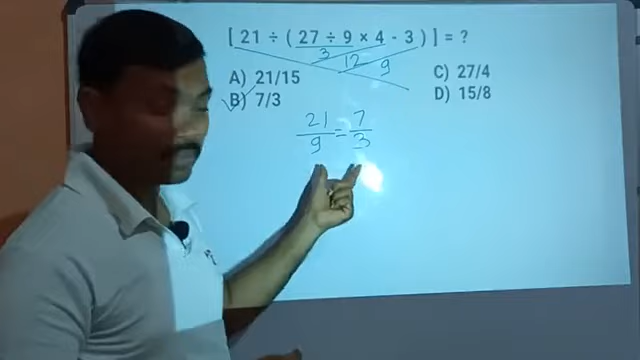 [ 21 ÷ ( 27 ÷ 9 × 4 - 3 ) ] = ?
3 12 9
A) 21/15 C) 27/4
B) 7/3 D) 15/8
21/9 = 7/3